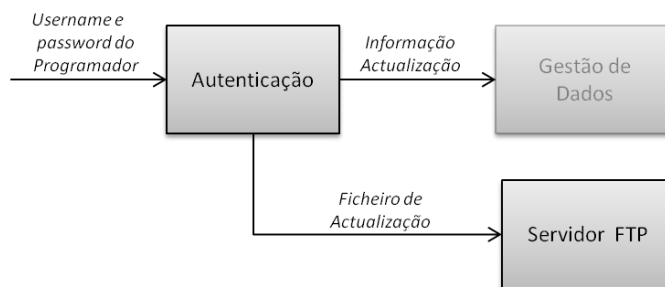 Username e
password do
Programador
Autenticação
Informação
Actualização
Gestão de
Dados
Ficheiro de
Actualização
Servidor FTP